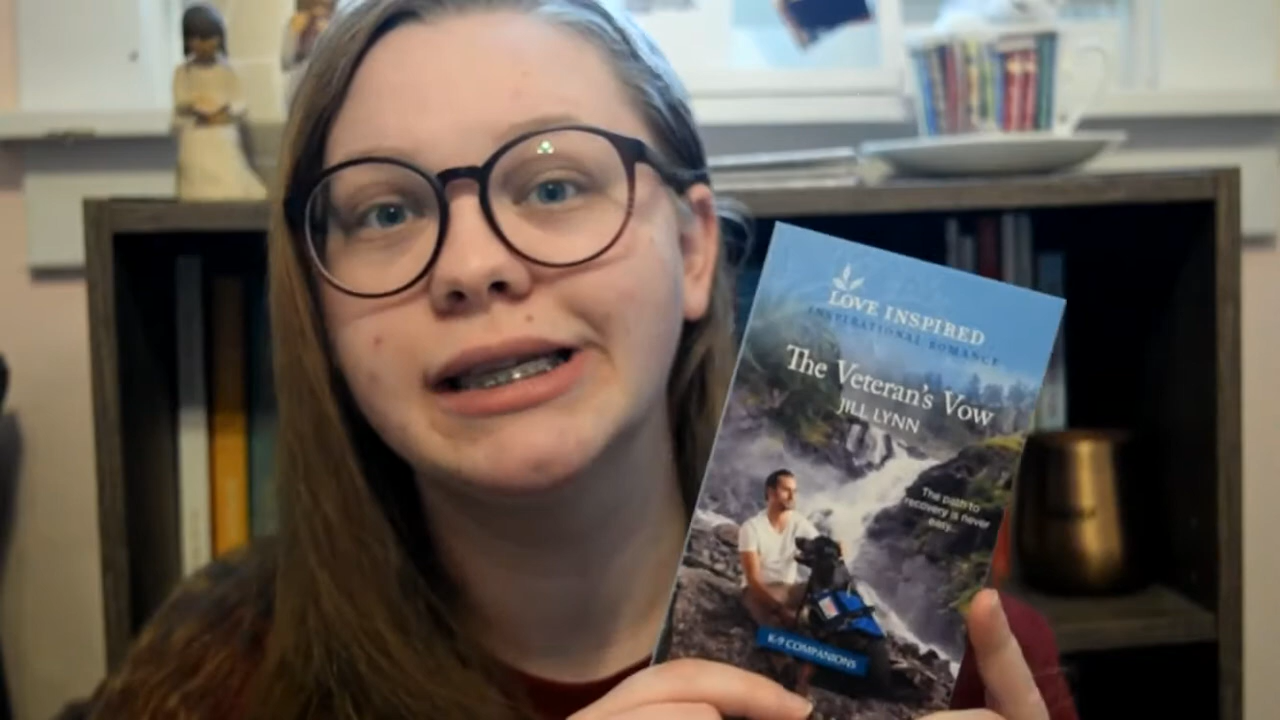 LOVE INSPIRED
INSPIRATIONAL ROMANCE
The Veteran's Vow
JILL LYNN
The path to
recovery is never
easy...
K-9 COMPANIONS